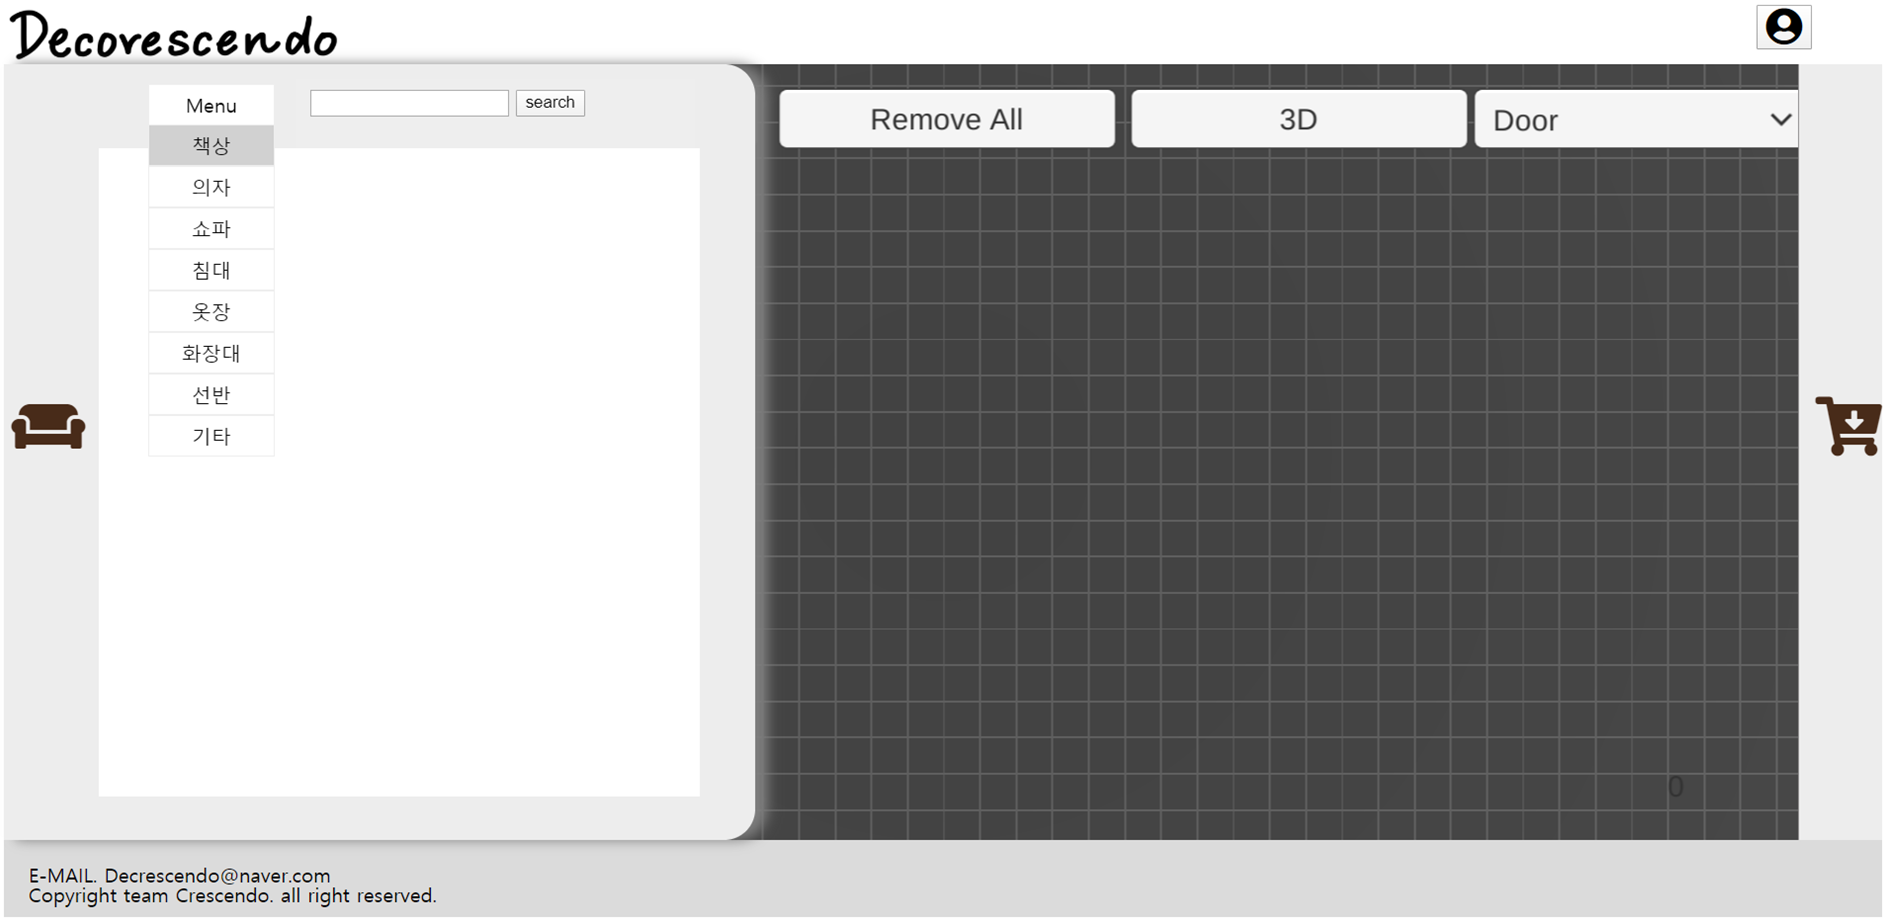 Decorescendo
Menu
search
책상
의자
쇼파
침대
옷장
화장대
선반
기타
Remove All
3D
Door
0
E-MAIL. Decrescendo@naver.com
Copyright team Crescendo. all right reserved.